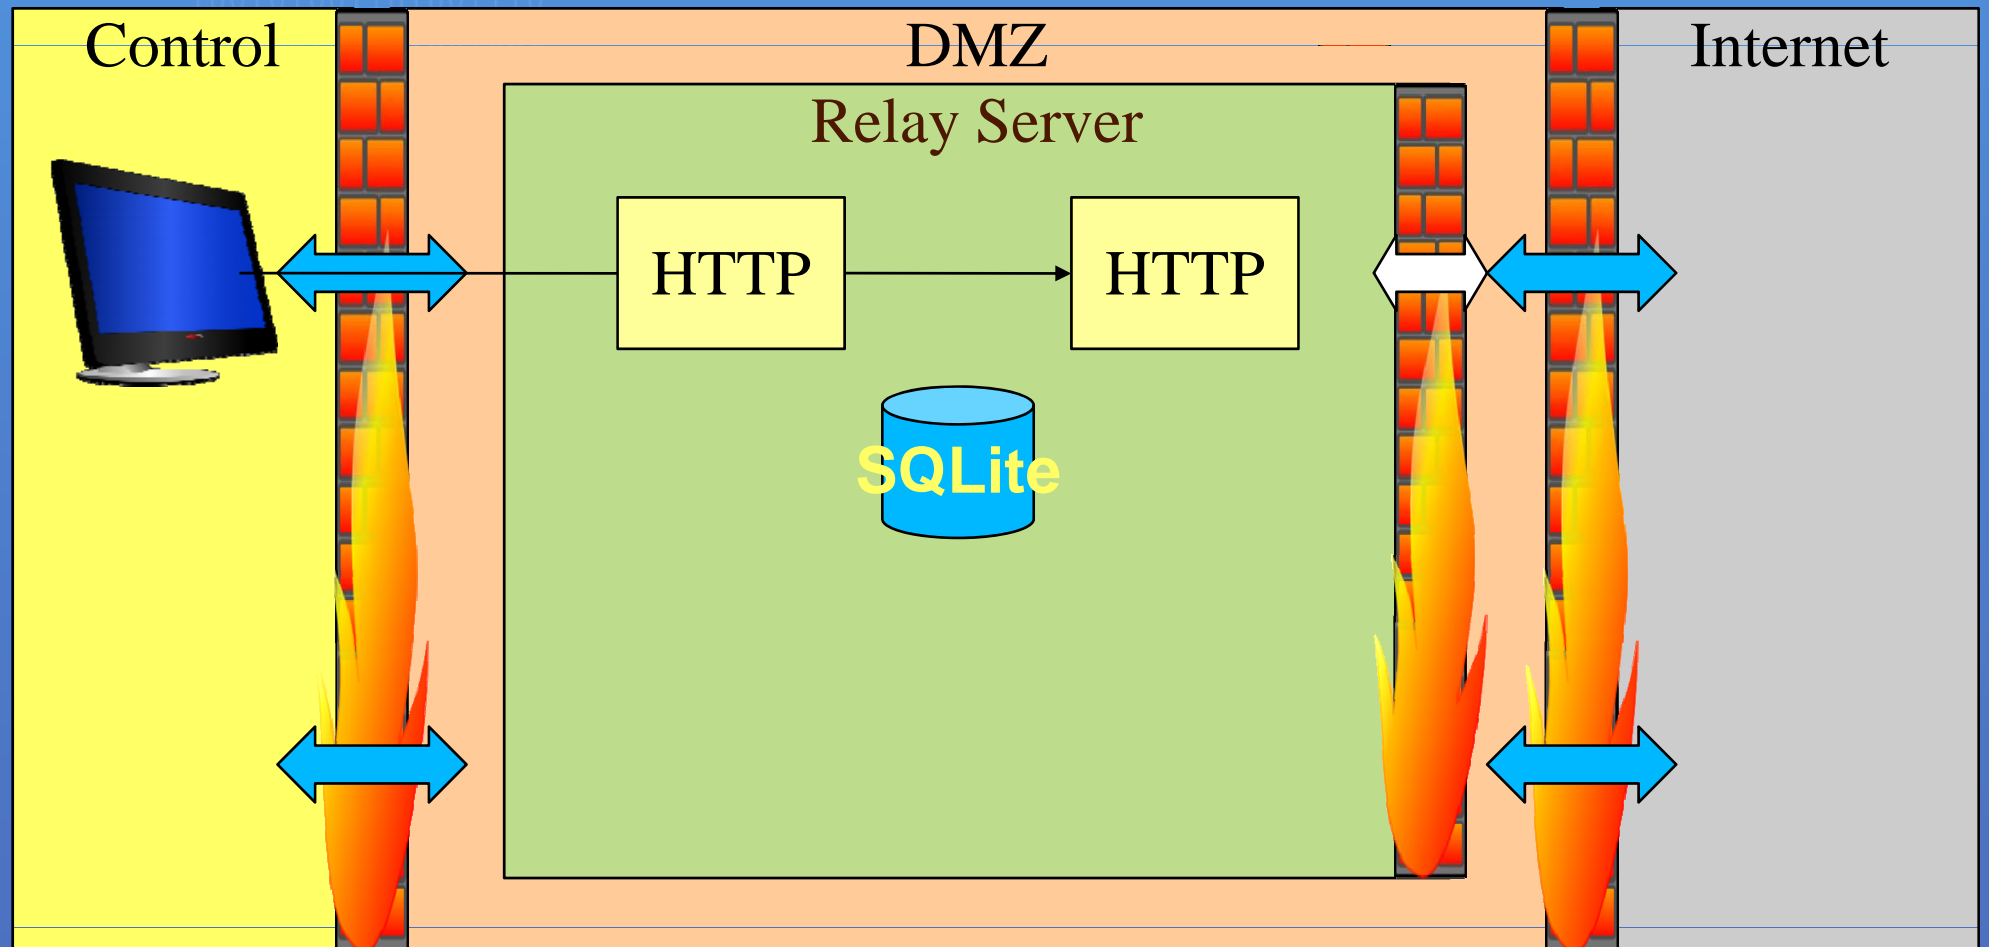 Control
DMZ
Internet
Relay Server
HTTP
HTTP
SQLite